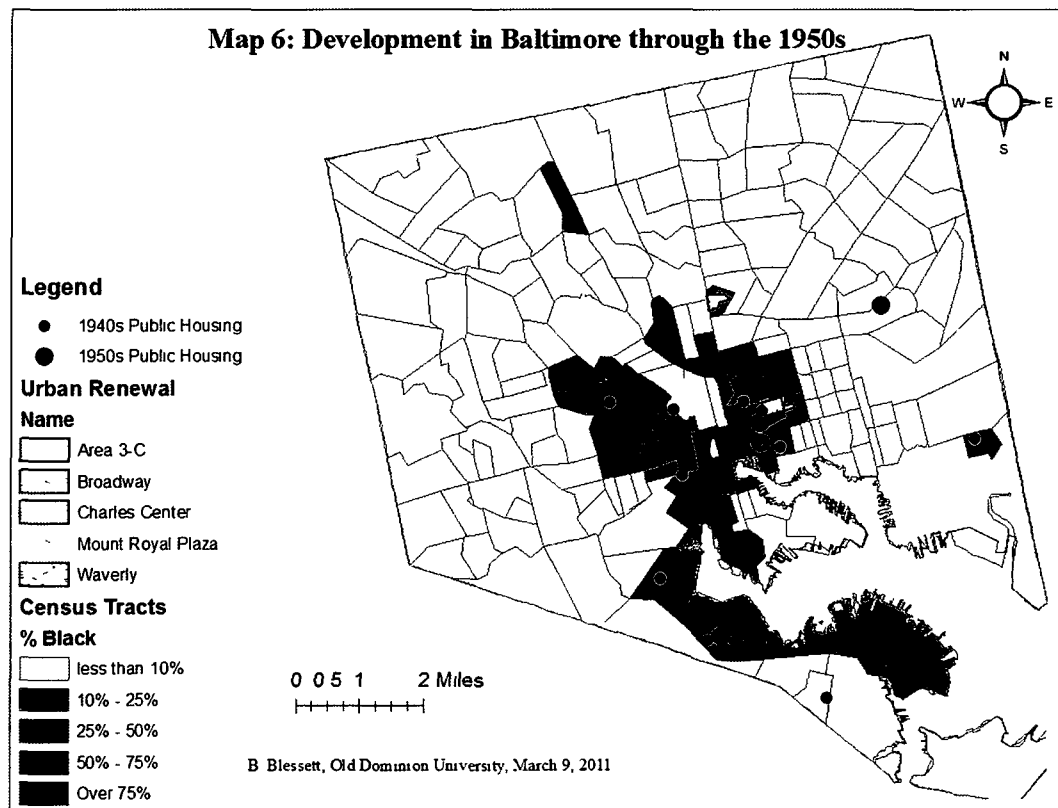 Map 6: Development in Baltimore through the 1950s
N
W E
S
Legend
1940s Public Housing
1950s Public Housing
Urban Renewal
Name
Area 3-C
Broadway
Charles Center
Mount Royal Plaza
Waverly
Census Tracts
% Black
less than 10%
10% - 25%
25% - 50%
50% - 75%
Over 75%
0 0 5 1 2 Miles
B Blessett, Old Dominion University, March 9, 2011